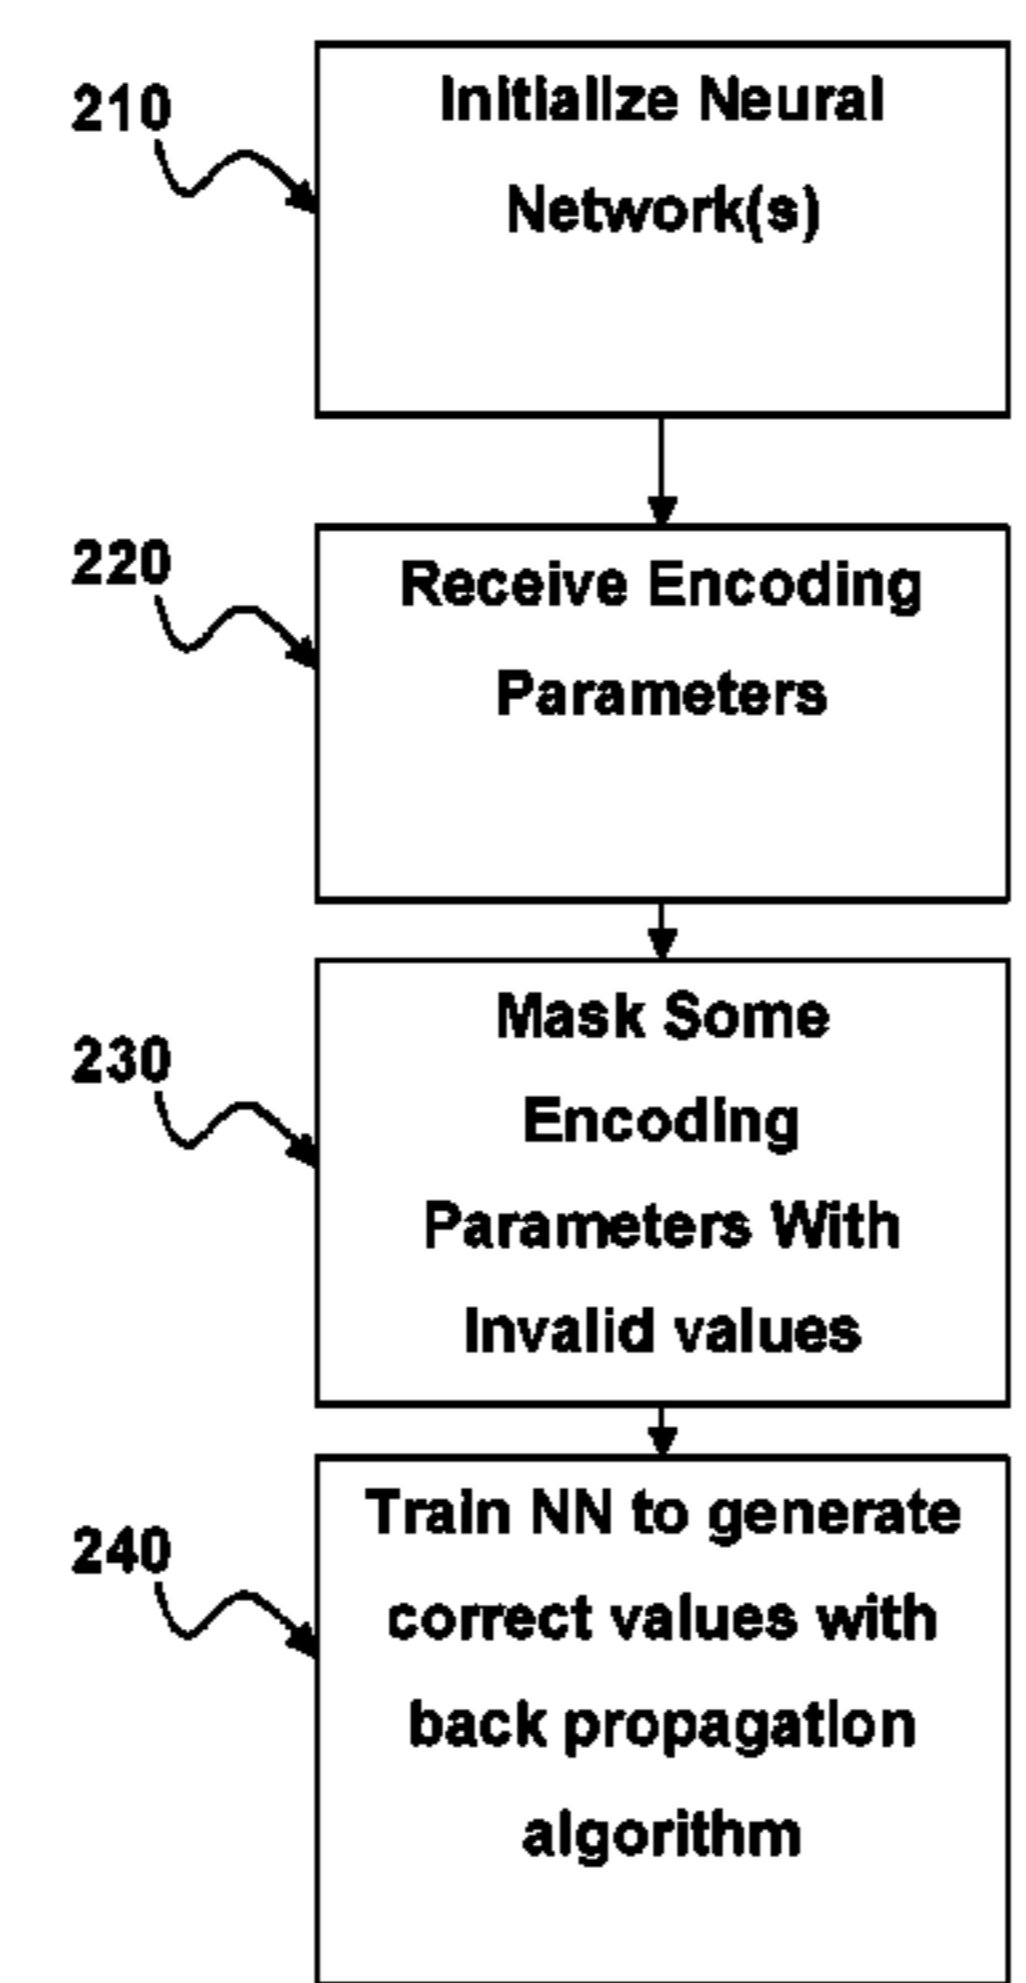 210
Initialize Neural
Network(s)
220
Receive Encoding
Parameters
230
Mask Some
Encoding
Parameters With
Invalid values
240
Train NN to generate
correct values with
back propagation
algorithm